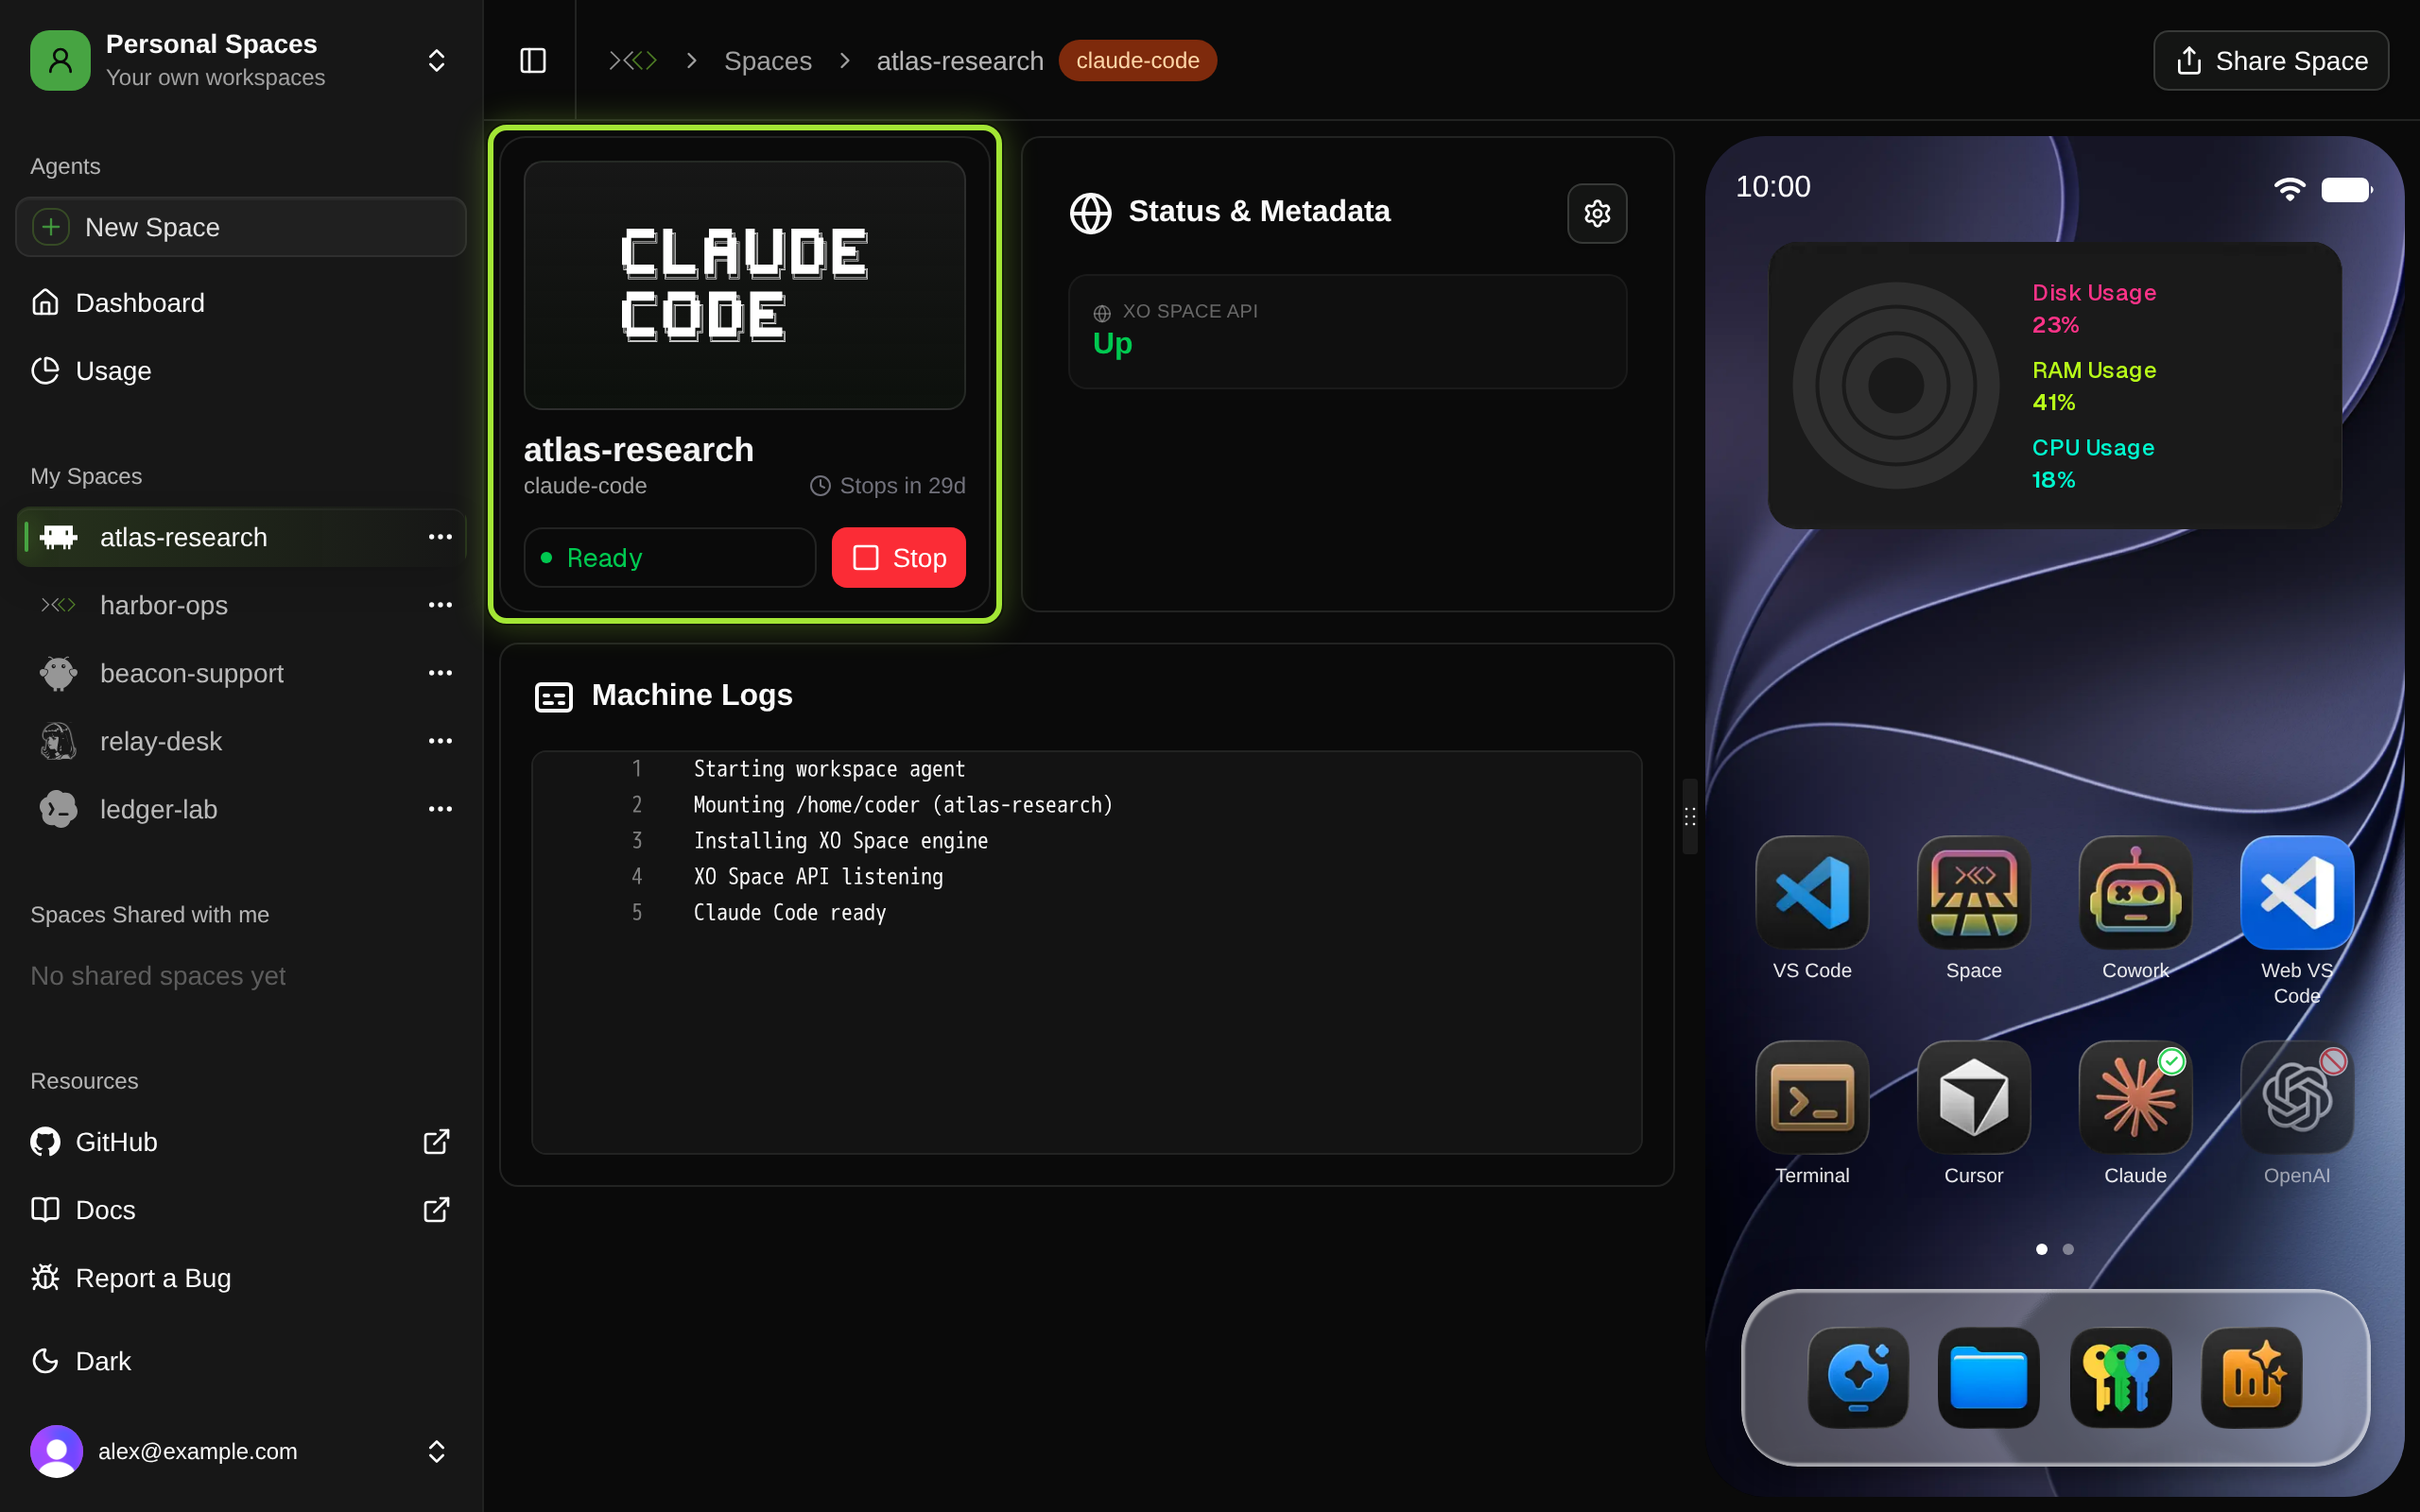 Personal Spaces
Your own workspaces
Agents
New Space
Dashboard
Usage
My Spaces
atlas-research
harbor-ops
beacon-support
relay-desk
ledger-lab
Spaces Shared with me
No shared spaces yet
Resources
GitHub
Docs
Report a Bug
Dark
alex@example.com
Spaces
atlas-research
claude-code
Share Space
CLAUDE
CODE
atlas-research
claude-code
Stops in 29d
Ready
Stop
Status & Metadata
XO SPACE API
Up
Machine Logs
1 Starting workspace agent
2 Mounting /home/coder (atlas-research)
3 Installing XO Space engine
4 XO Space API listening
5 Claude Code ready
10:00
Disk Usage
23%
RAM Usage
41%
CPU Usage
18%
VS Code
Space
Cowork
Web VS
Code
Terminal
Cursor
Claude
OpenAI